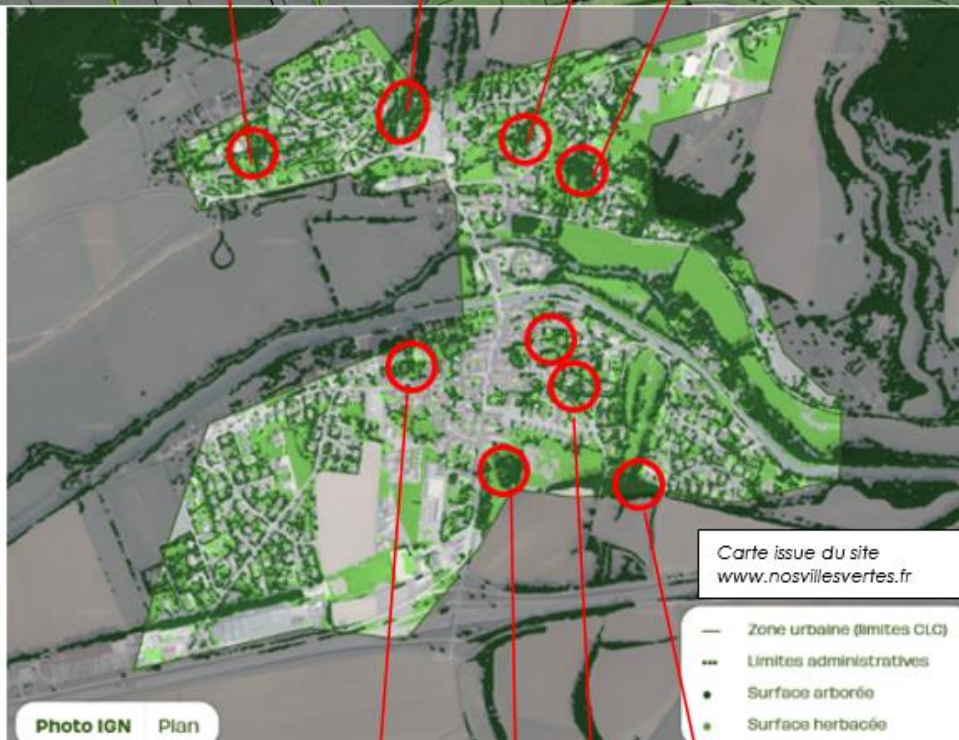 Carte issue du site
www.nosvillesvertes.fr
Zone urbaine (limites CLC)
Limites administratives
Surface arborée
Surface herbacée
Photo IGN Plan